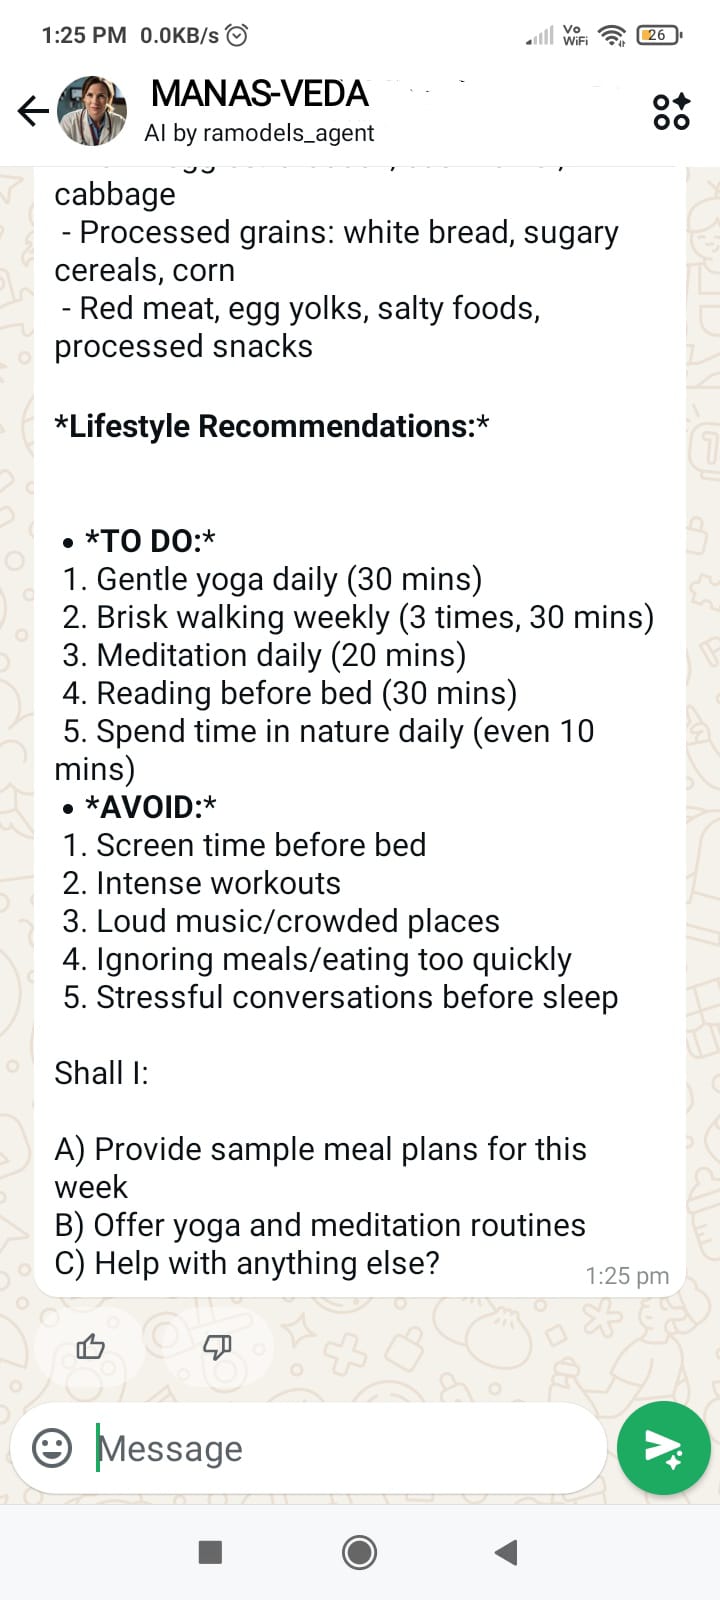 1:25 PM 0.0KB/s
Vo
WiFi
26
MANAS-VEDA
AI by ramodels_agent
cabbage
- Processed grains: white bread, sugary
cereals, corn
- Red meat, egg yolks, salty foods,
processed snacks
*Lifestyle Recommendations:*
• *TO DO:*
1. Gentle yoga daily (30 mins)
2. Brisk walking weekly (3 times, 30 mins)
3. Meditation daily (20 mins)
4. Reading before bed (30 mins)
5. Spend time in nature daily (even 10
mins)
• *AVOID:*
1. Screen time before bed
2. Intense workouts
3. Loud music/crowded places
4. Ignoring meals/eating too quickly
5. Stressful conversations before sleep
Shall I:
A) Provide sample meal plans for this
week
B) Offer yoga and meditation routines
C) Help with anything else?
1:25 pm
Message